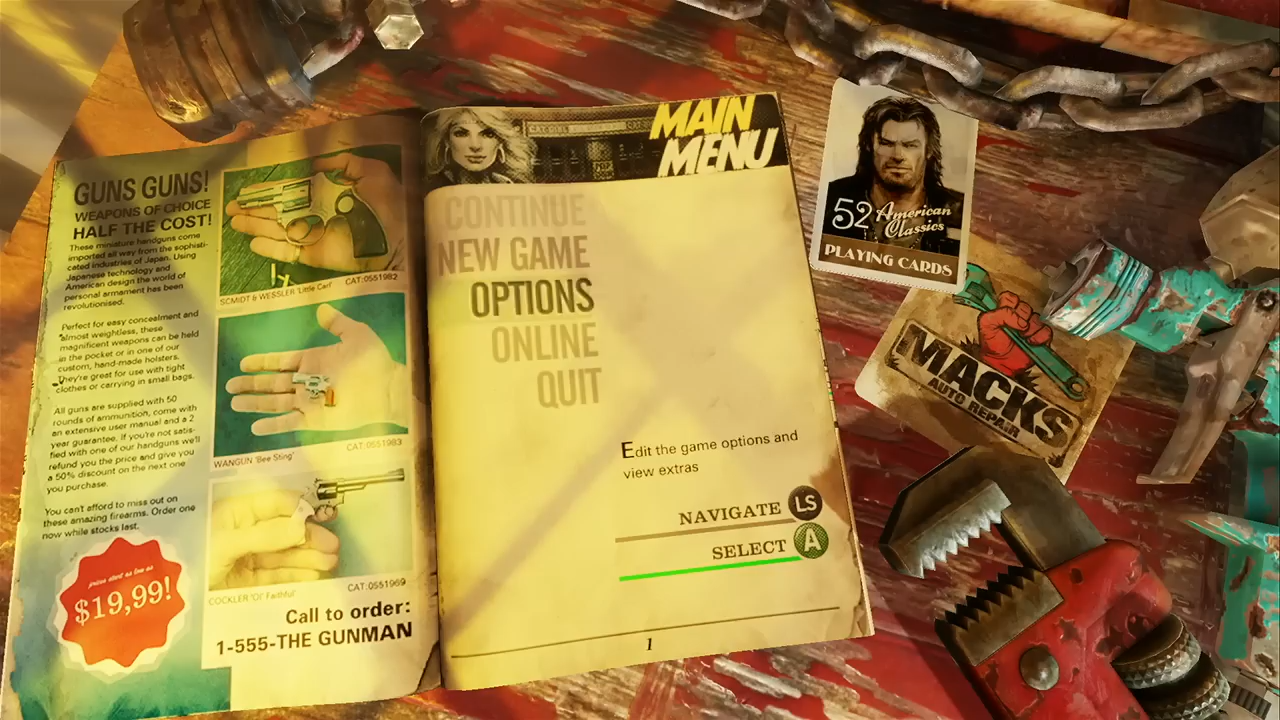 GUNS GUNS!
WEAPONS OF CHOICE
HALF THE COST!
These miniature handguns come
imported all way from the sophisti-
cated industries of Japan. Using
Japanese technology and
American design the world of
personal armament has been
revolutionised.
Perfect for easy concealment and
almost weightless, these
magnificent weapons can be held
in the pocket or in one of our
custom, hand-made holsters.
They're great for use with tight
clothes or carrying in small bags.
All guns are supplied with 50
rounds of ammunition, come with
an extensive user manual and a 2
year guarantee. If you're not satis-
fied with one of our handguns we'll
refund you the price and give you
a 50% discount on the next one
you purchase.
You can't afford to miss out on
these amazing firearms. Order one
now while stocks last.
prices start as low as
$19,99!
SCMIDT & WESSLER 'Little Carl' CAT:0551982
WANGUN 'Bee Sting' CAT:0551983
COCKLER 'Ol' Faithful' CAT:0551969
Call to order:
1-555-THE GUNMAN
MAIN
MENU
CONTINUE
NEW GAME
OPTIONS
ONLINE
QUIT
Edit the game options and
view extras
NAVIGATE LS
SELECT A
1
52 American
Classics
PLAYING CARDS
MACKS
AUTO REPAIR